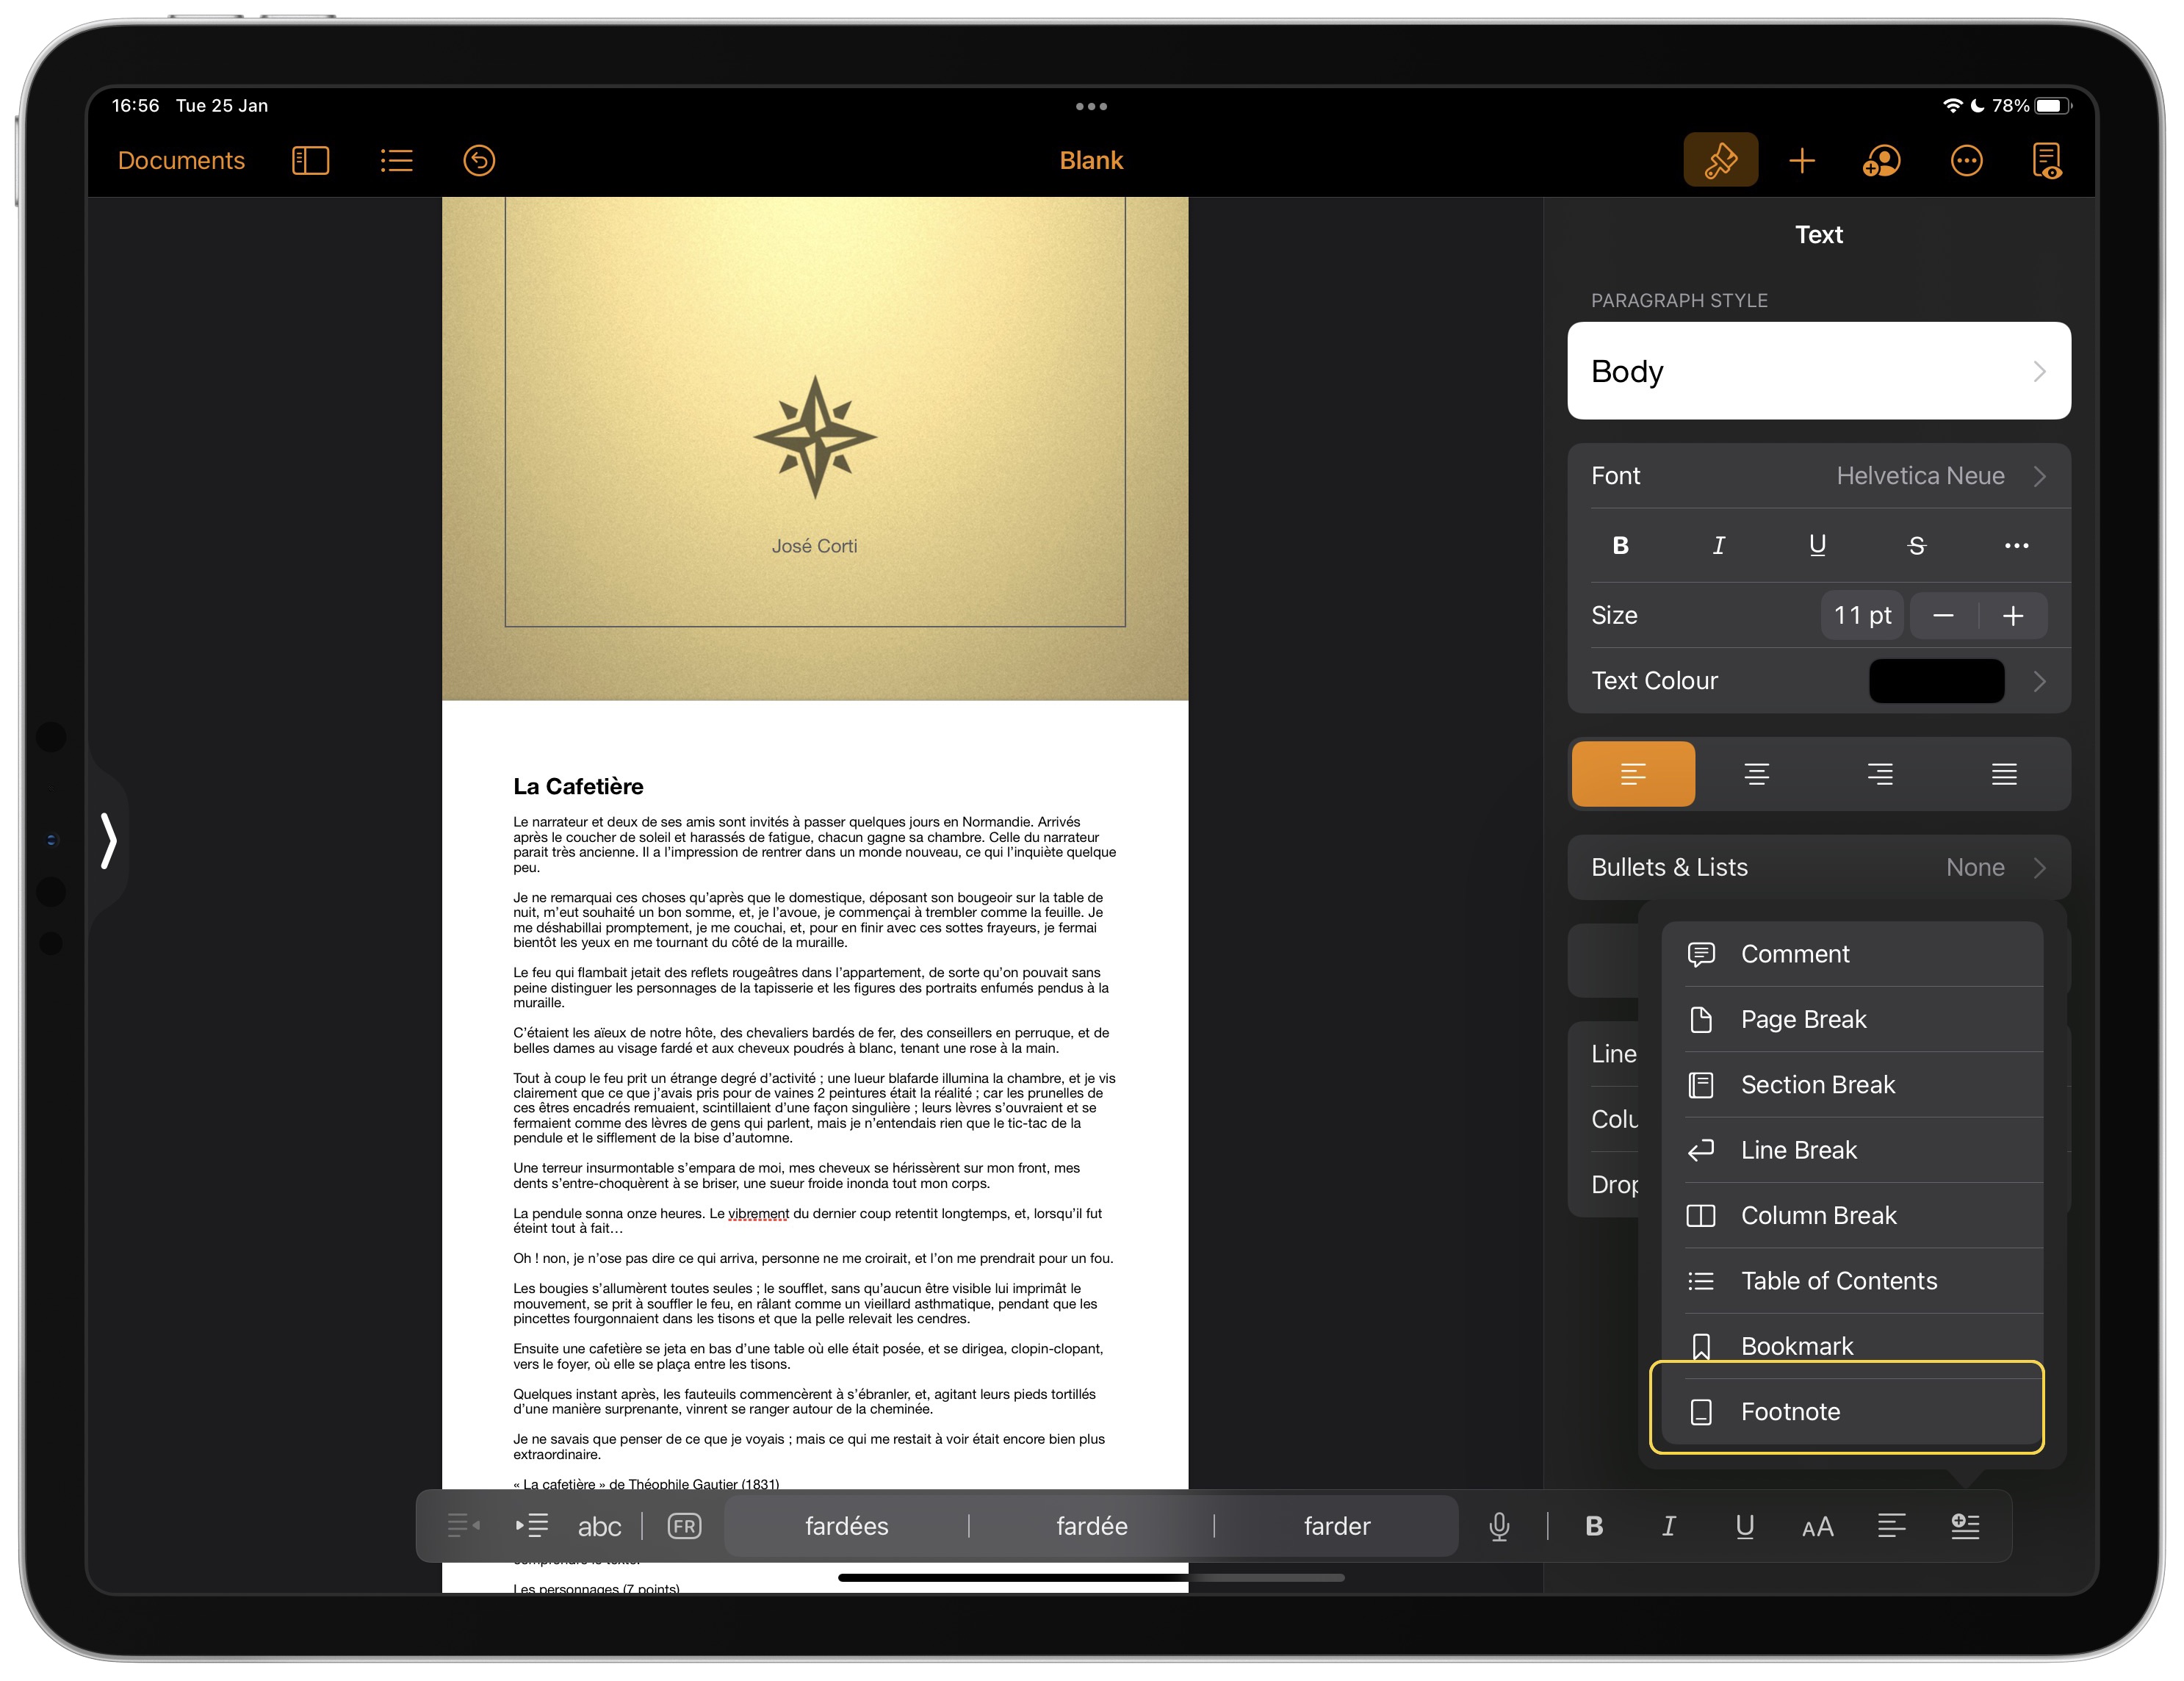 16:56 Tue 25 Jan
78%
Documents
Blank
José Corti
La Cafetière
Le narrateur et deux de ses amis sont invités à passer quelques jours en Normandie. Arrivés
après le coucher de soleil et harassés de fatigue, chacun gagne sa chambre. Celle du narrateur
parait très ancienne. Il a l’impression de rentrer dans un monde nouveau, ce qui l’inquiète quelque
peu.
Je ne remarquai ces choses qu’après que le domestique, déposant son bougeoir sur la table de
nuit, m’eut souhaité un bon somme, et, je l’avoue, je commençai à trembler comme la feuille. Je
me déshabillai promptement, je me couchai, et, pour en finir avec ces sottes frayeurs, je fermai
bientôt les yeux en me tournant du côté de la muraille.
Le feu qui flambait jetait des reflets rougeâtres dans l’appartement, de sorte qu’on pouvait sans
peine distinguer les personnages de la tapisserie et les figures des portraits enfumés pendus à la
muraille.
C’étaient les aïeux de notre hôte, des chevaliers bardés de fer, des conseillers en perruque, et de
belles dames au visage fardé et aux cheveux poudrés à blanc, tenant une rose à la main.
Tout à coup le feu prit un étrange degré d’activité ; une lueur blafarde illumina la chambre, et je vis
clairement que ce que j’avais pris pour de vaines 2 peintures était la réalité ; car les prunelles de
ces êtres encadrés remuaient, scintillaient d’une façon singulière ; leurs lèvres s’ouvraient et se
fermaient comme des lèvres de gens qui parlent, mais je n’entendais rien que le tic-tac de la
pendule et le sifflement de la bise d’automne.
Une terreur insurmontable s’empara de moi, mes cheveux se hérissèrent sur mon front, mes
dents s’entre-choquèrent à se briser, une sueur froide inonda tout mon corps.
La pendule sonna onze heures. Le vibrement du dernier coup retentit longtemps, et, lorsqu’il fut
éteint tout à fait…
Oh ! non, je n’ose pas dire ce qui arriva, personne ne me croirait, et l’on me prendrait pour un fou.
Les bougies s’allumèrent toutes seules ; le soufflet, sans qu’aucun être visible lui imprimât le
mouvement, se prit à souffler le feu, en râlant comme un vieillard asthmatique, pendant que les
pincettes fourgonnaient dans les tisons et que la pelle relevait les cendres.
Ensuite une cafetière se jeta en bas d’une table où elle était posée, et se dirigea, clopin-clopant,
vers le foyer, où elle se plaça entre les tisons.
Quelques instant après, les fauteuils commencèrent à s’ébranler, et, agitant leurs pieds tortillés
d’une manière surprenante, vinrent se ranger autour de la cheminée.
Je ne savais que penser de ce que je voyais ; mais ce qui me restait à voir était encore bien plus
extraordinaire.
« La cafetière » de Théophile Gautier (1831)
comprendre le texte.
Les personnages (7 points)
Text
PARAGRAPH STYLE
Body
Font Helvetica Neue
B I U S
Size 11 pt
Text Colour
Bullets & Lists None
Line
Colu
Drop
Comment
Page Break
Section Break
Line Break
Column Break
Table of Contents
Bookmark
Footnote
abc FR fardées fardée farder B I U AA